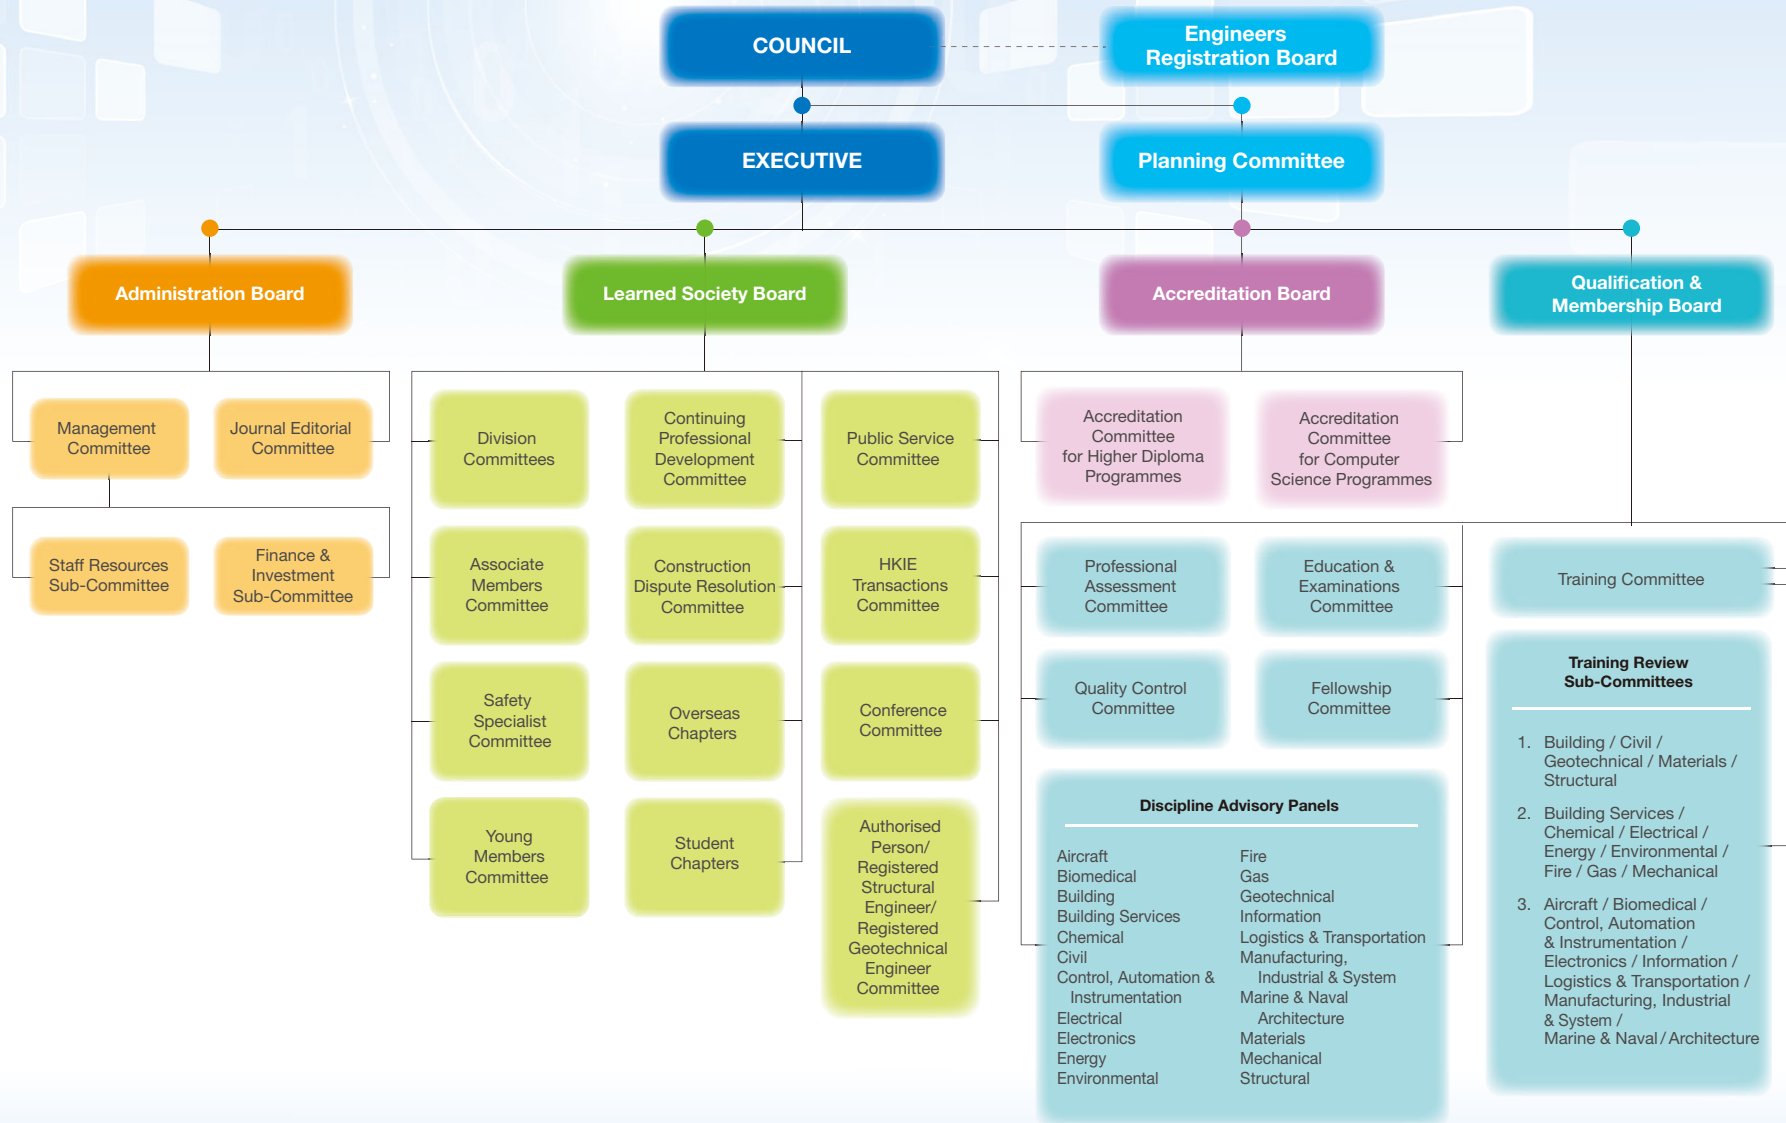 COUNCIL
Engineers
Registration Board
EXECUTIVE
Planning Committee
Administration Board
Learned Society Board
Accreditation Board
Qualification &
Membership Board
Management
Committee
Journal Editorial
Committee
Staff Resources
Sub-Committee
Finance &
Investment
Sub-Committee
Division
Committees
Continuing
Professional
Development
Committee
Public Service
Committee
Associate
Members
Committee
Construction
Dispute Resolution
Committee
HKIE
Transactions
Committee
Safety
Specialist
Committee
Overseas
Chapters
Conference
Committee
Young
Members
Committee
Student
Chapters
Authorised
Person/
Registered
Structural
Engineer/
Registered
Geotechnical
Engineer
Committee
Accreditation
Committee
for Higher Diploma
Programmes
Accreditation
Committee
for Computer
Science Programmes
Professional
Assessment
Committee
Education &
Examinations
Committee
Quality Control
Committee
Fellowship
Committee
Discipline Advisory Panels
Aircraft
Biomedical
Building
Building Services
Chemical
Civil
Control, Automation &
Instrumentation
Electrical
Electronics
Energy
Environmental
Fire
Gas
Geotechnical
Information
Logistics & Transportation
Manufacturing,
Industrial & System
Marine & Naval
Architecture
Materials
Mechanical
Structural
Training Committee
Training Review
Sub-Committees
1. Building / Civil /
Geotechnical / Materials /
Structural
2. Building Services /
Chemical / Electrical /
Energy / Environmental /
Fire / Gas / Mechanical
3. Aircraft / Biomedical /
Control, Automation
& Instrumentation /
Electronics / Information /
Logistics & Transportation /
Manufacturing, Industrial
& System /
Marine & Naval / Architecture